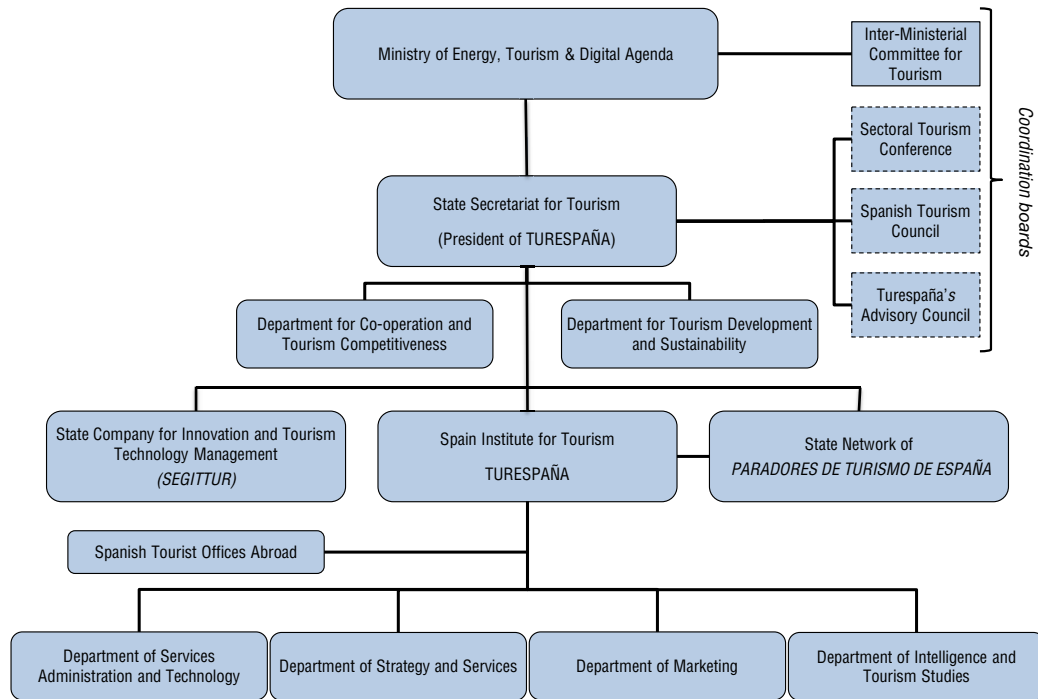 Ministry of Energy, Tourism & Digital Agenda
Inter-Ministerial
Committee for
Tourism
Sectoral Tourism
Conference
Spanish Tourism
Council
Turespaña's
Advisory Council
Coordination boards
State Secretariat for Tourism
(President of TURESPAÑA)
Department for Co-operation and
Tourism Competitiveness
Department for Tourism Development
and Sustainability
State Company for Innovation and Tourism
Technology Management
(SEGITTUR)
Spain Institute for Tourism
TURESPAÑA
State Network of
PARADORES DE TURISMO DE ESPAÑA
Spanish Tourist Offices Abroad
Department of Services
Administration and Technology
Department of Strategy and Services
Department of Marketing
Department of Intelligence and
Tourism Studies